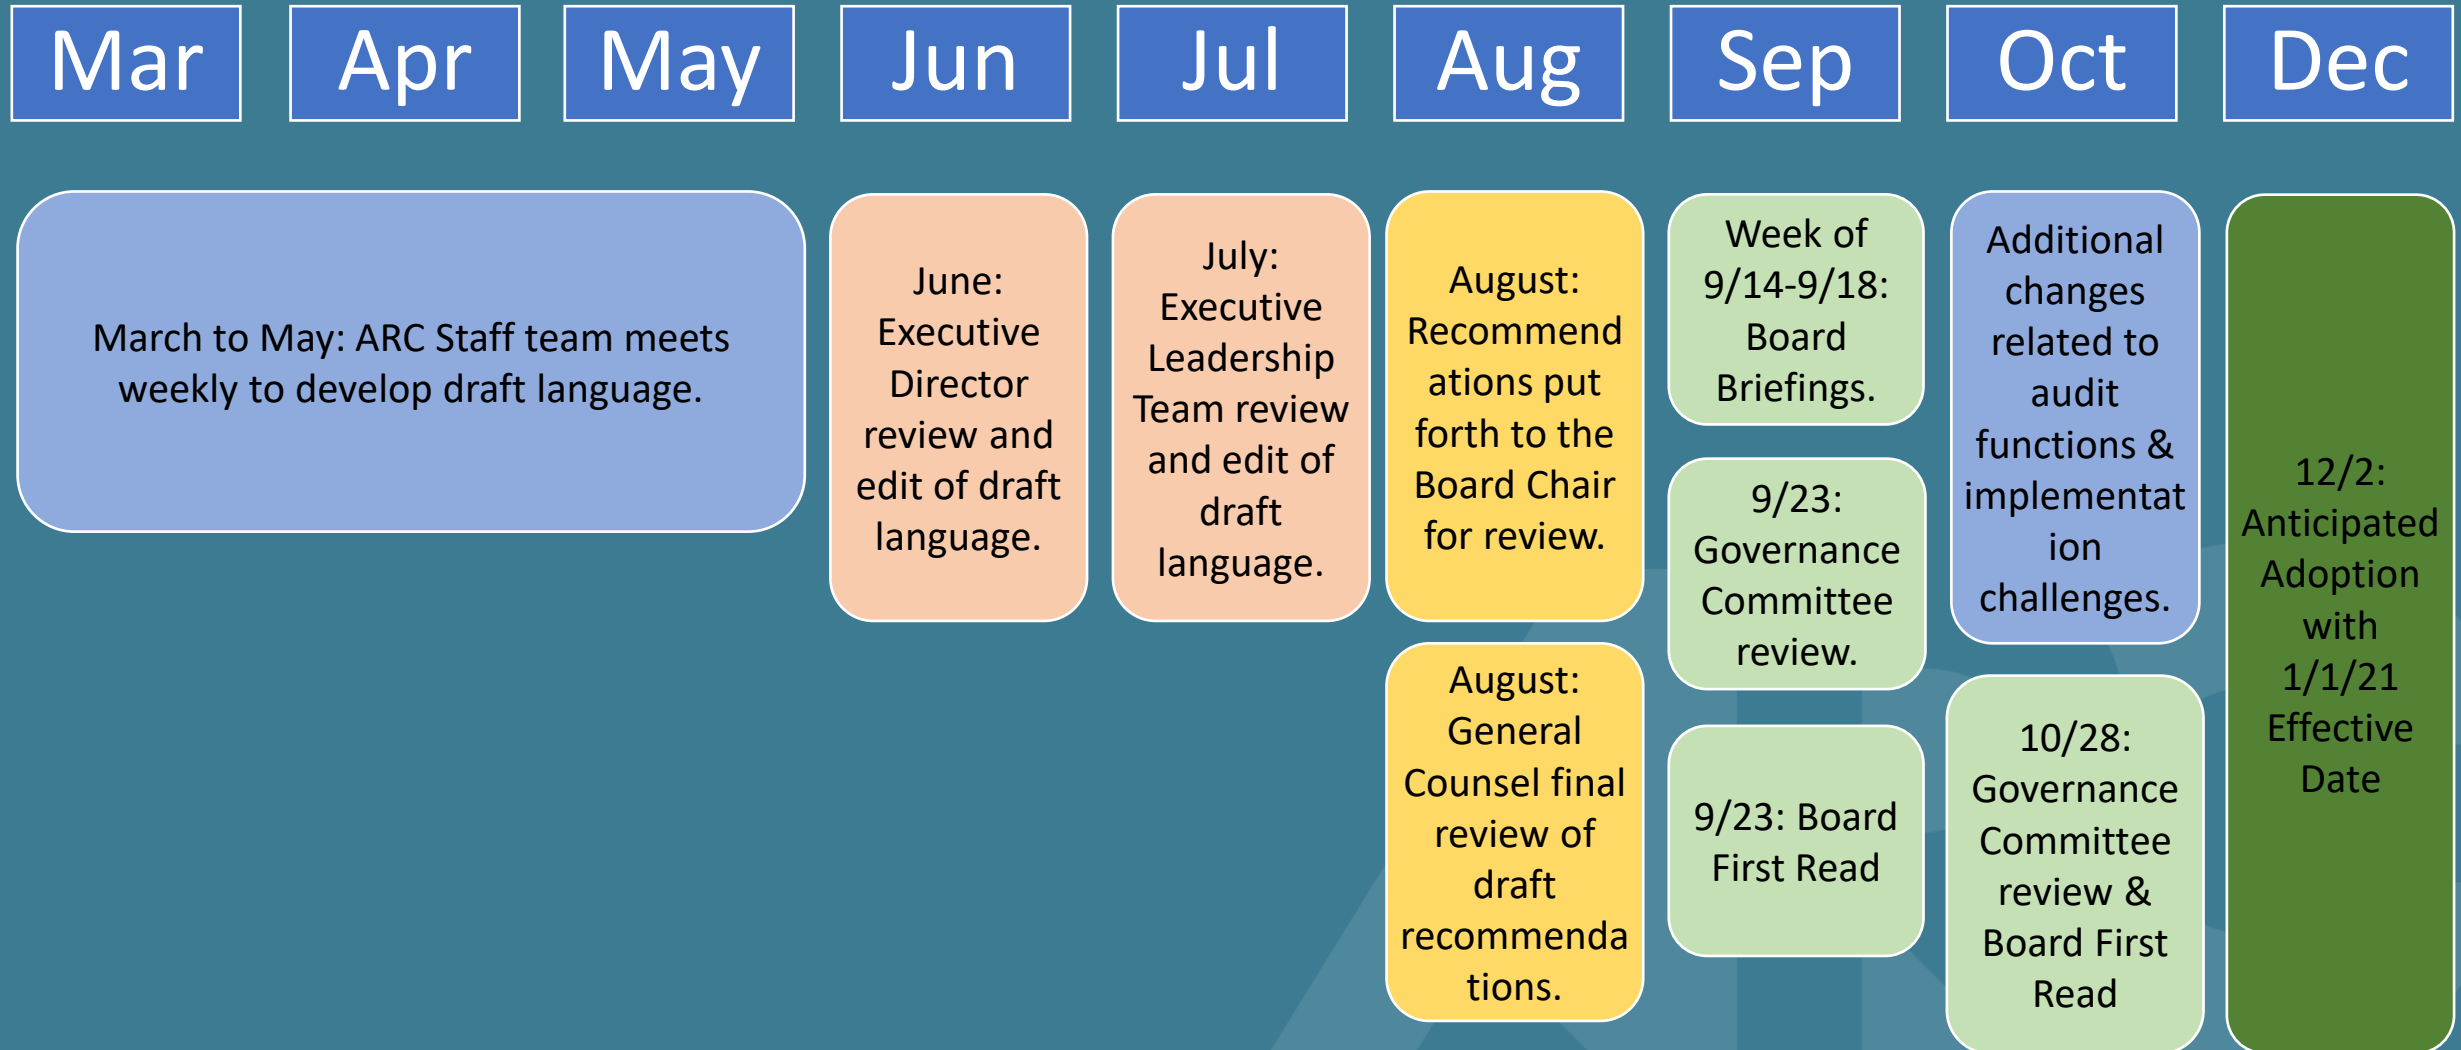 Mar
Apr
May
Jun
Jul
Aug
Sep
Oct
Dec
March to May: ARC Staff team meets
weekly to develop draft language.
June:
Executive
Director
review and
edit of draft
language.
July:
Executive
Leadership
Team review
and edit of
draft
language.
August:
Recommend
ations put
forth to the
Board Chair
for review.
August:
General
Counsel final
review of
draft
recommenda
tions.
Week of
9/14-9/18:
Board
Briefings.
9/23:
Governance
Committee
review.
9/23: Board
First Read
Additional
changes
related to
audit
functions &
implementat
ion
challenges.
10/28:
Governance
Committee
review &
Board First
Read
12/2:
Anticipated
Adoption
with
1/1/21
Effective
Date